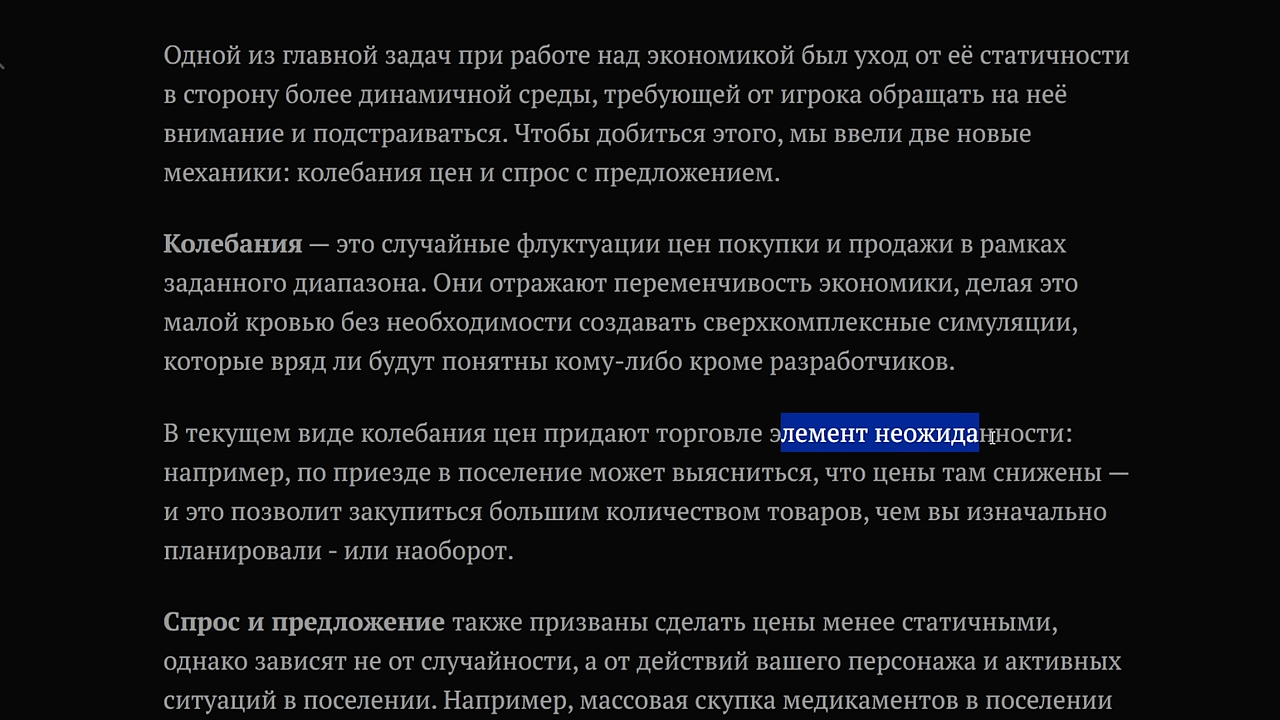 Одной из главной задач при работе над экономикой был уход от её статичности
в сторону более динамичной среды, требующей от игрока обращать на неё
внимание и подстраиваться. Чтобы добиться этого, мы ввели две новые
механики: колебания цен и спрос с предложением.
Колебания — это случайные флуктуации цен покупки и продажи в рамках
заданного диапазона. Они отражают переменчивость экономики, делая это
малой кровью без необходимости создавать сверхкомплексные симуляции,
которые вряд ли будут понятны кому-либо кроме разработчиков.
В текущем виде колебания цен придают торговле элемент неожиданности:
например, по приезде в поселение может выясниться, что цены там снижены —
и это позволит закупиться большим количеством товаров, чем вы изначально
планировали - или наоборот.
Спрос и предложение также призваны сделать цены менее статичными,
однако зависят не от случайности, а от действий вашего персонажа и активных
ситуаций в поселении. Например, массовая скупка медикаментов в поселении